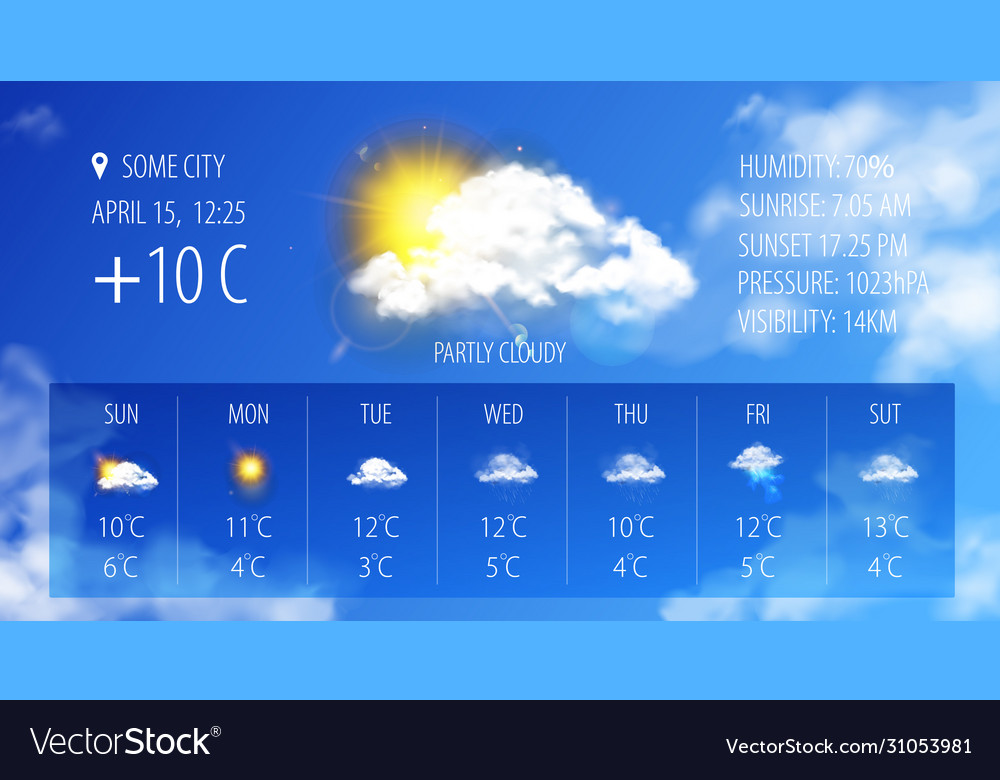 SOME CITY
APRIL 15, 12:25
+10 C
HUMIDITY: 70%
SUNRISE: 7.05 AM
SUNSET 17.25 PM
PRESSURE: 1023hPA
VISIBILITY: 14KM
PARTLY CLOUDY
SUN MON TUE WED THU FRI SUT
10°C 11°C 12°C 12°C 10°C 12°C 13°C
6°C 4°C 3°C 5°C 4°C 5°C 4°C
VectorStock®
VectorStock.com/31053981